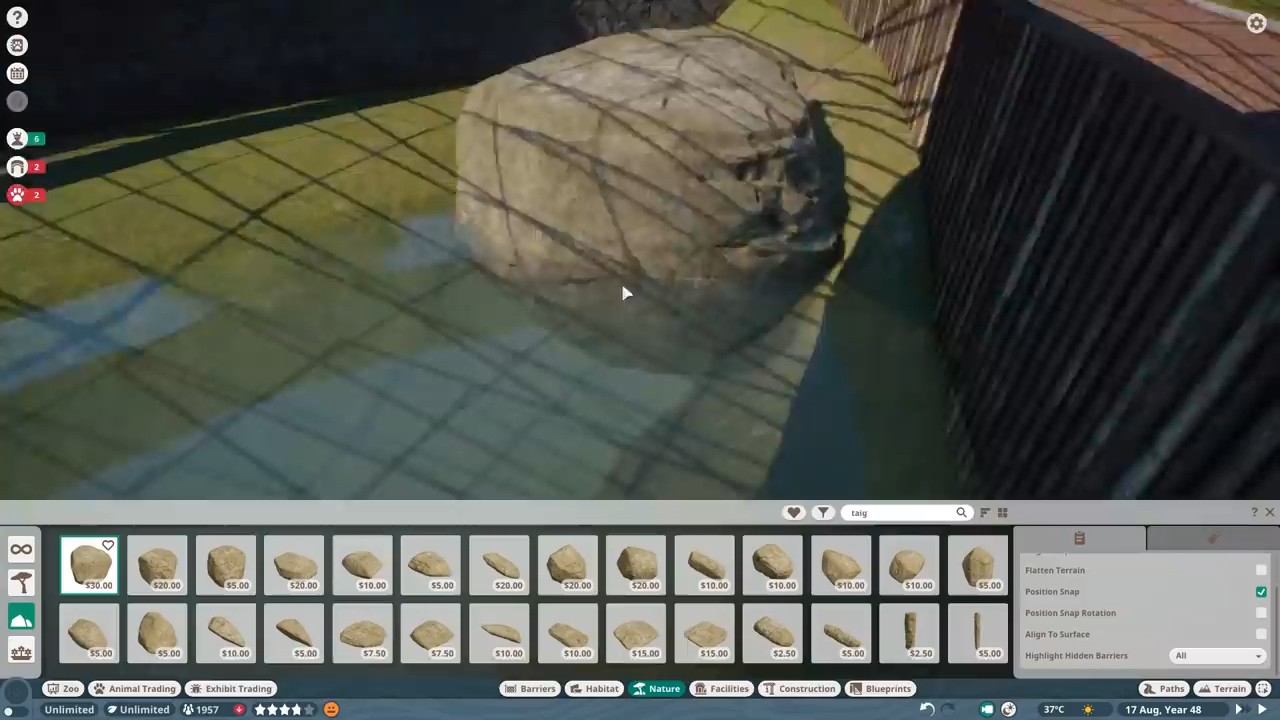 6
2
2
taig
$30.00 $20.00 $5.00 $20.00 $10.00 $5.00 $20.00 $20.00 $20.00 $10.00 $10.00 $10.00 $10.00 $5.00
$5.00 $5.00 $10.00 $5.00 $7.50 $7.50 $10.00 $10.00 $15.00 $15.00 $2.50 $5.00 $2.50 $5.00
Flatten Terrain
Position Snap
Position Snap Rotation
Align To Surface
Highlight Hidden Barriers All
Zoo Animal Trading Exhibit Trading Barriers Habitat Nature Facilities Construction Blueprints Paths Terrain
Unlimited Unlimited 1957 37°C 17 Aug, Year 48